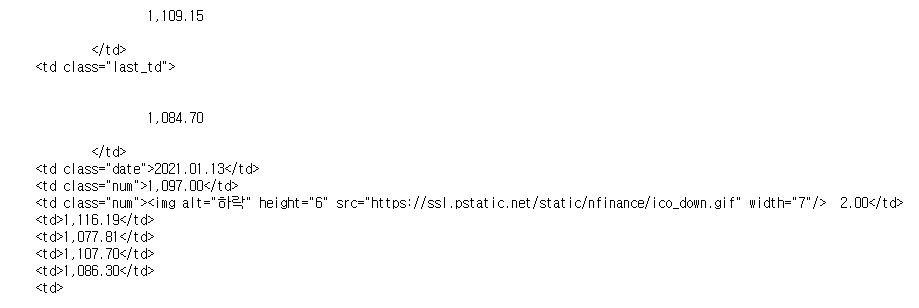 1,109.15
</td>
<td class="last_td">
1,084.70
</td>
<td class="date">2021.01.13</td>
<td class="num">1,097.00</td>
<td class="num"><img alt="하락" height="6" src="https://ssl.pstatic.net/static/nfinance/ico_down.gif" width="7"/>  2.00</td>
<td>1,116.19</td>
<td>1,077.81</td>
<td>1,107.70</td>
<td>1,086.30</td>
<td>